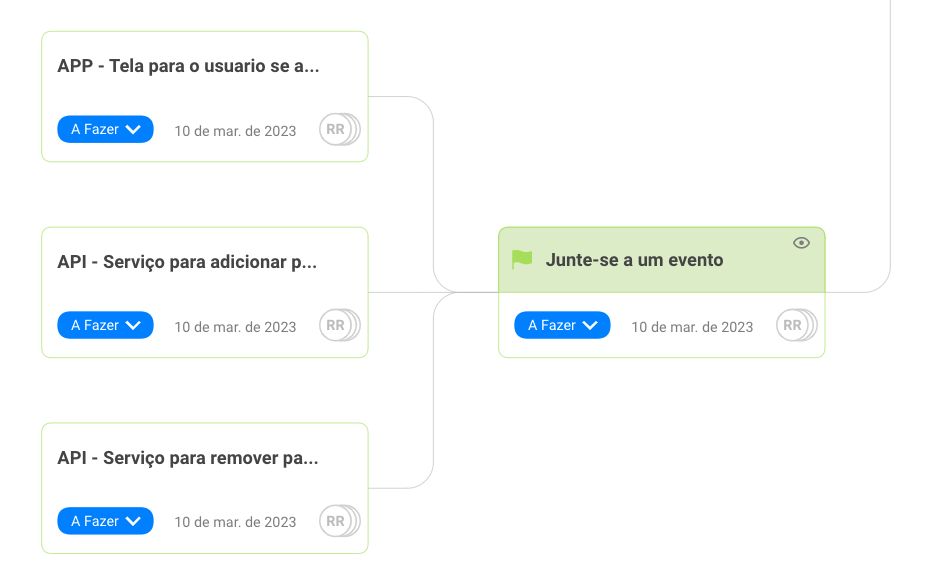 APP - Tela para o usuario se a...
A Fazer 10 de mar. de 2023 RR
API - Serviço para adicionar p...
A Fazer 10 de mar. de 2023 RR
Junte-se a um evento
A Fazer 10 de mar. de 2023 RR
API - Serviço para remover pa...
A Fazer 10 de mar. de 2023 RR